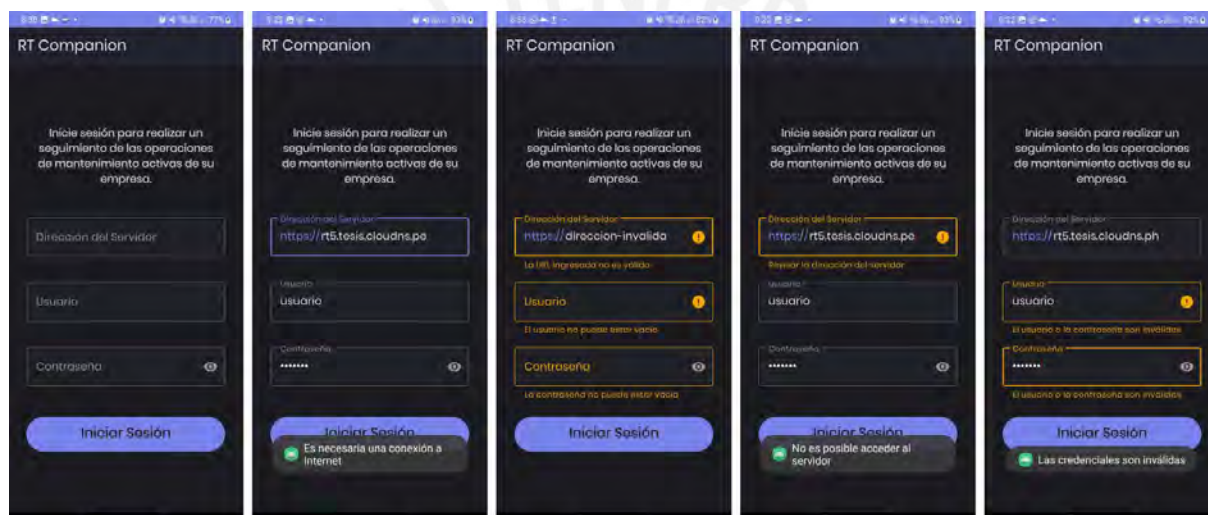 77%
RT Companion
Inicie sesión para realizar un
seguimiento de las operaciones
de mantenimiento activas de su
empresa.
Dirección del Servidor
Usuario
Contraseña
Iniciar Sesión
93%
RT Companion
Inicie sesión para realizar un
seguimiento de las operaciones
de mantenimiento activas de su
empresa.
Dirección del Servidor
https://rt5.tesis.cloudns.pe
Usuario
usuario
Contraseña
Iniciar Sesión
Es necesaria una conexión a
Internet
82%
RT Companion
Inicie sesión para realizar un
seguimiento de las operaciones
de mantenimiento activas de su
empresa.
Dirección del Servidor
https://direccion-invalida
La URL ingresada no es válida
Usuario
El usuario no puede estar vacío
Contraseña
La contraseña no puede estar vacía
Iniciar Sesión
93%
RT Companion
Inicie sesión para realizar un
seguimiento de las operaciones
de mantenimiento activas de su
empresa.
Dirección del Servidor
https://rt5.tesis.cloudns.pe
Revisar la dirección del servidor
Usuario
usuario
Contraseña
Iniciar Sesión
No es posible acceder al
servidor
92%
RT Companion
Inicie sesión para realizar un
seguimiento de las operaciones
de mantenimiento activas de su
empresa.
Dirección del Servidor
https://rt5.tesis.cloudns.ph
Usuario
usuario
El usuario o la contraseña son inválidas
Contraseña
El usuario o la contraseña son inválidas
Iniciar Sesión
Las credenciales son inválidas